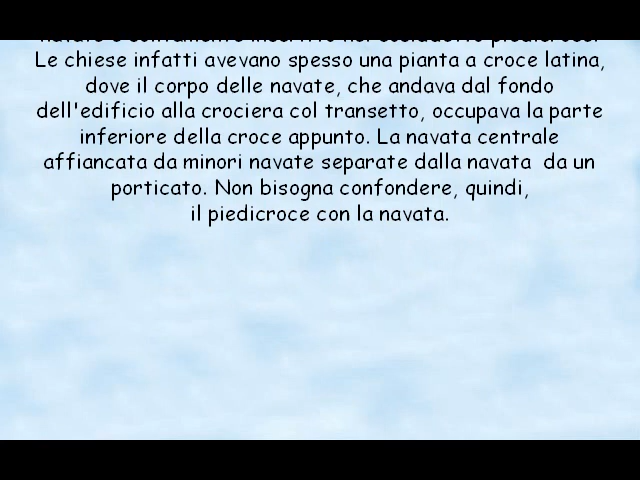 Le chiese infatti avevano spesso una pianta a croce latina,
dove il corpo delle navate, che andava dal fondo
dell'edificio alla crociera col transetto, occupava la parte
inferiore della croce appunto. La navata centrale
affiancata da minori navate separate dalla navata da un
porticato. Non bisogna confondere, quindi,
il piedicroce con la navata.